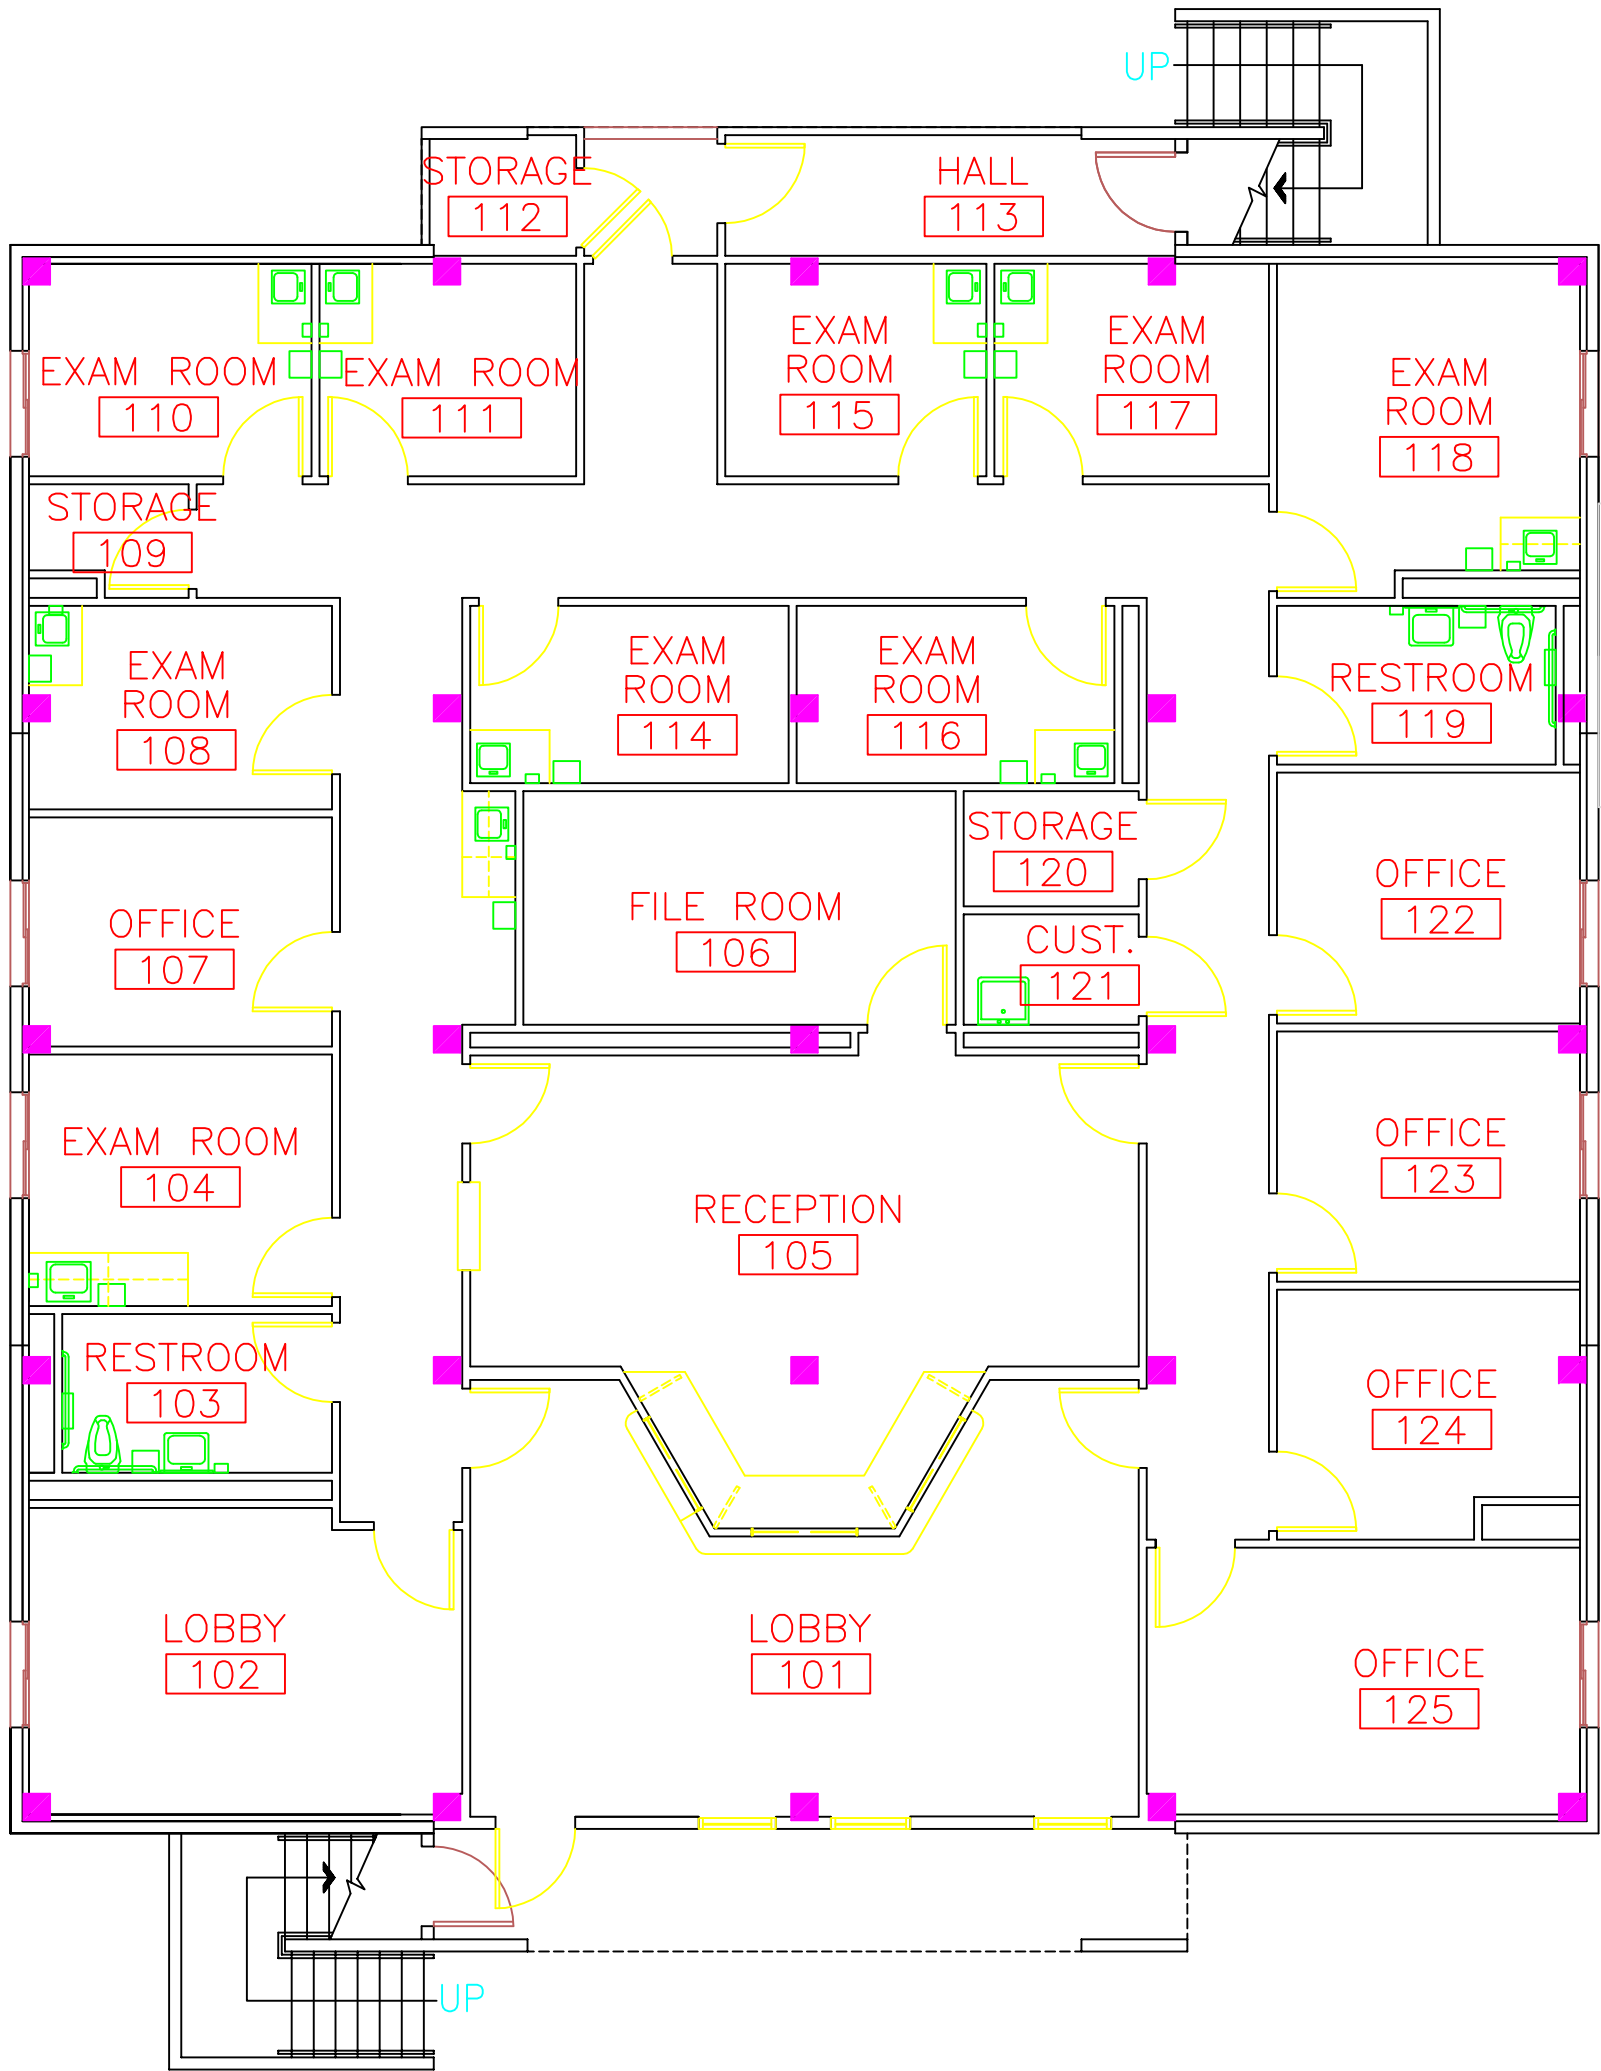 UP
STORAGE
112
HALL
113
EXAM ROOM
110
EXAM ROOM
111
EXAM
ROOM
115
EXAM
ROOM
117
EXAM
ROOM
118
STORAGE
109
EXAM
ROOM
108
EXAM
ROOM
114
EXAM
ROOM
116
RESTROOM
119
STORAGE
120
OFFICE
122
OFFICE
107
FILE ROOM
106
CUST.
121
EXAM ROOM
104
RECEPTION
105
OFFICE
123
RESTROOM
103
OFFICE
124
LOBBY
102
LOBBY
101
OFFICE
125
UP